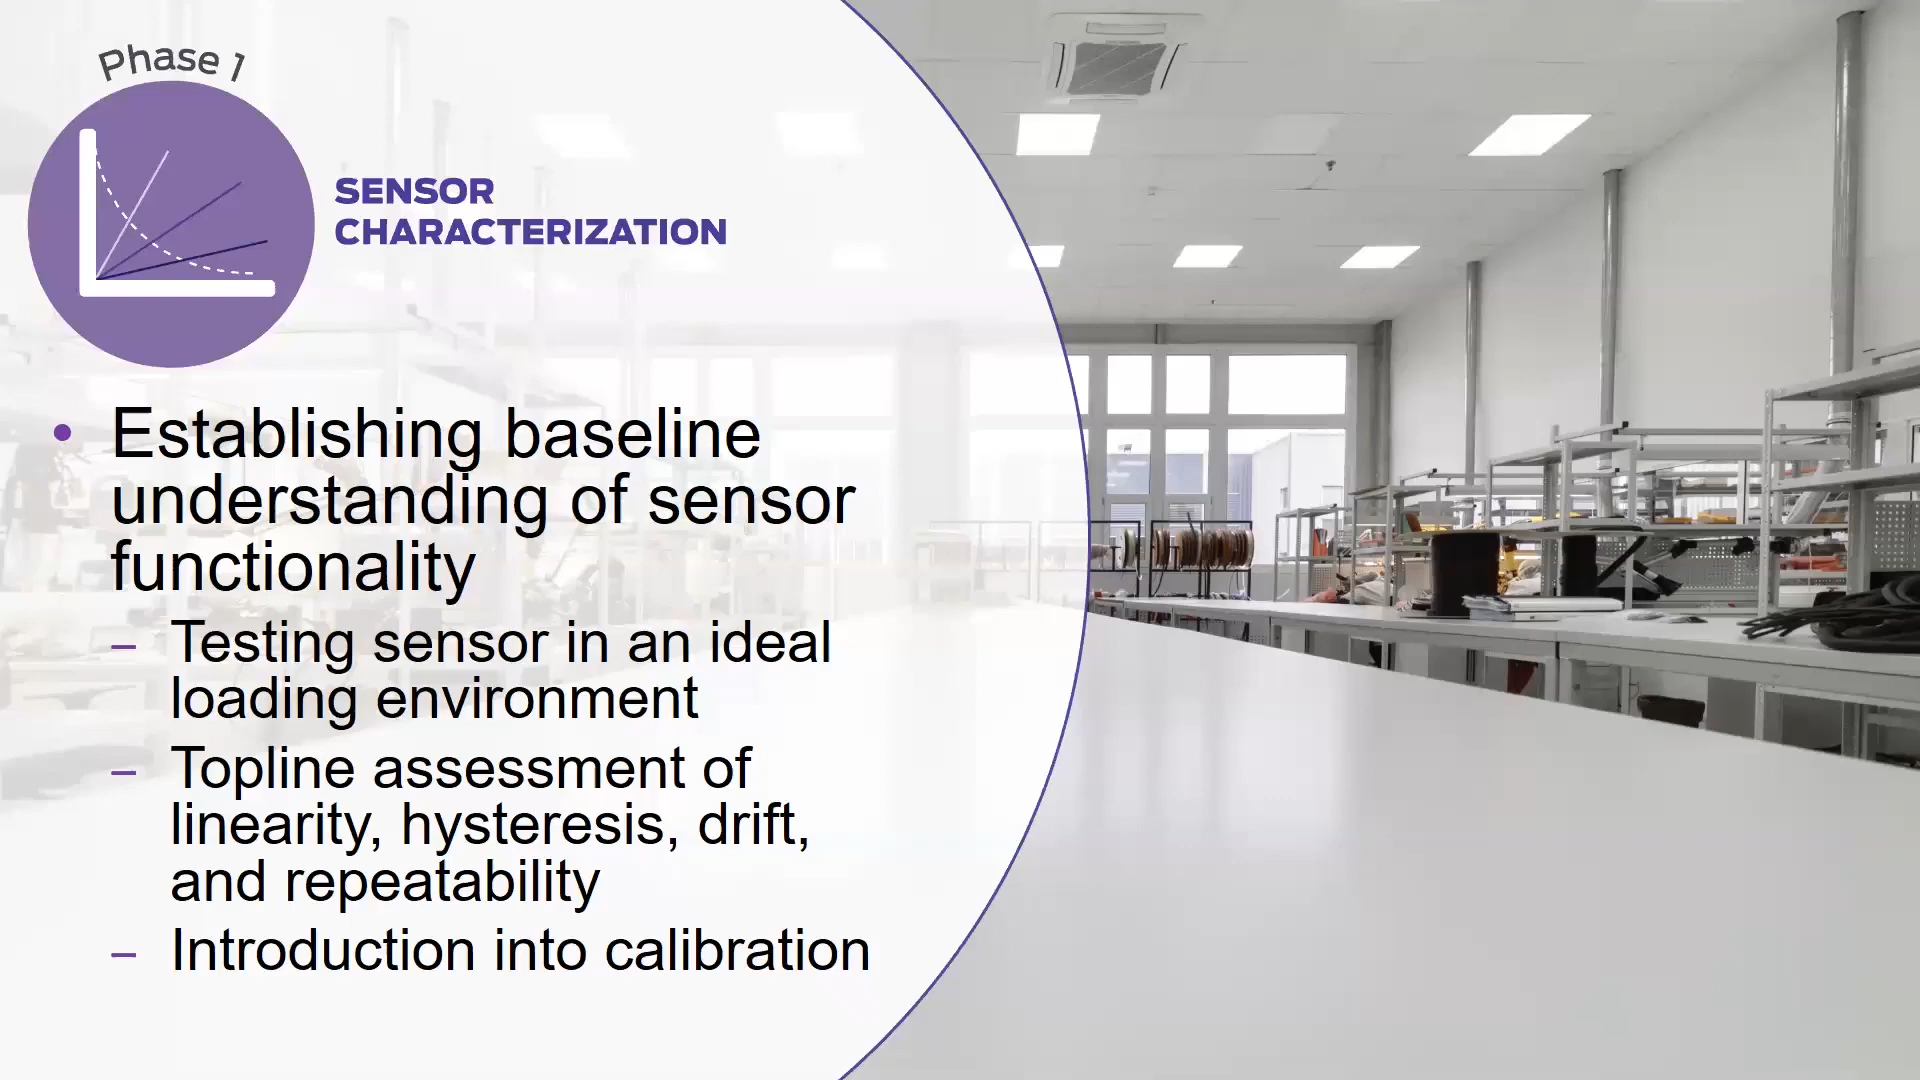 Phase 1
SENSOR
CHARACTERIZATION
• Establishing baseline
understanding of sensor
functionality
– Testing sensor in an ideal
loading environment
– Topline assessment of
linearity, hysteresis, drift,
and repeatability
– Introduction into calibration